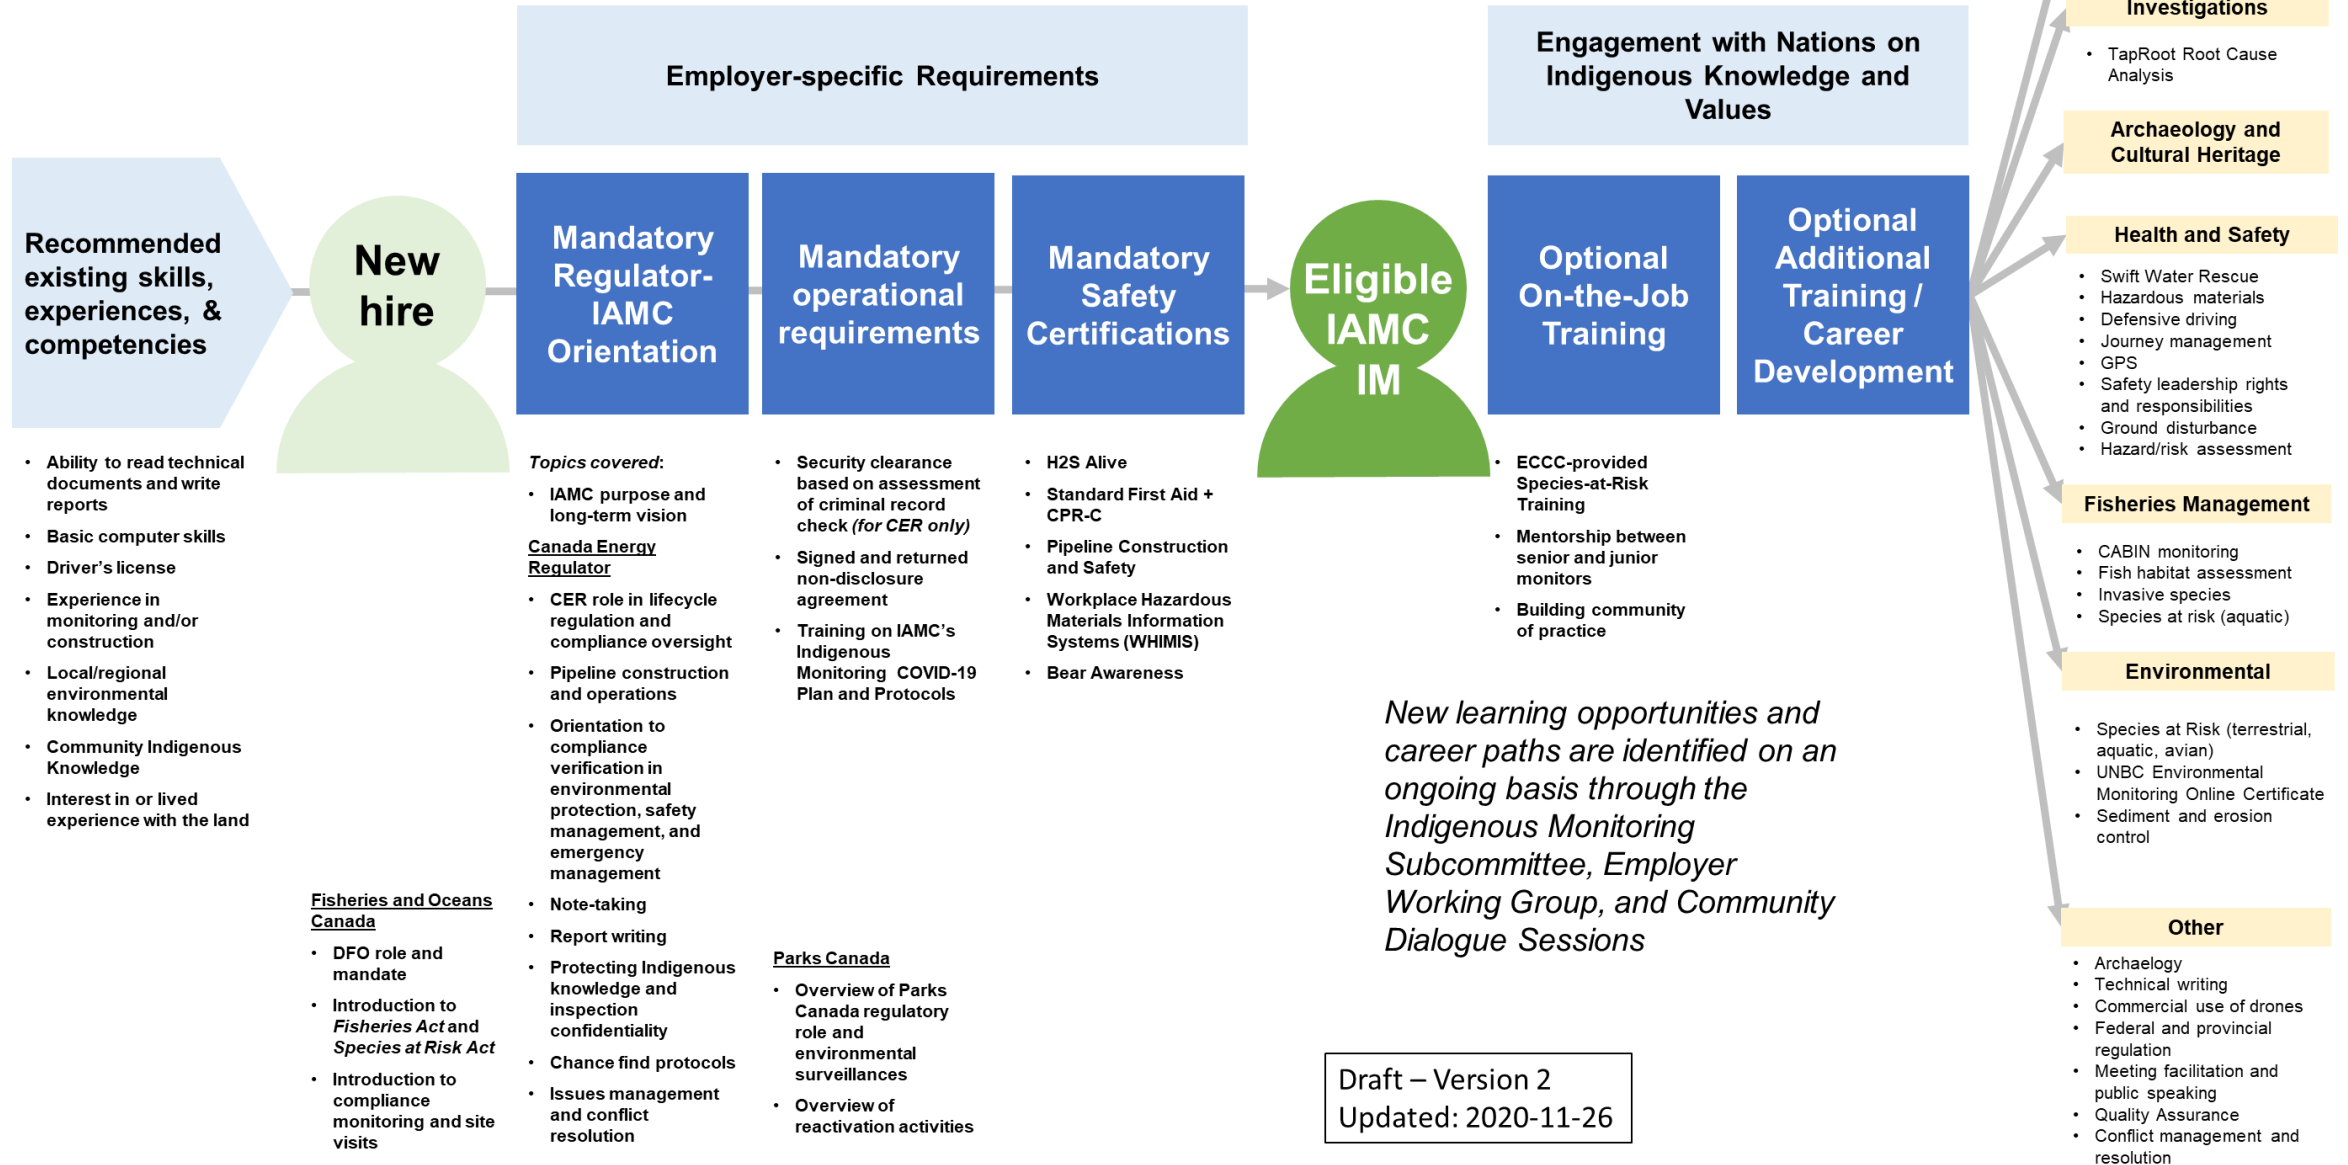 Employer-specific Requirements
Engagement with Nations on
Indigenous Knowledge and
Values
Recommended
existing skills,
experiences, &
competencies
New
hire
Mandatory
Regulator-
IAMC
Orientation
Mandatory
operational
requirements
Mandatory
Safety
Certifications
Eligible
IAMC
IM
Optional
On-the-Job
Training
Optional
Additional
Training /
Career
Development
• Ability to read technical
documents and write
reports
• Basic computer skills
• Driver’s license
• Experience in
monitoring and/or
construction
• Local/regional
environmental
knowledge
• Community Indigenous
Knowledge
• Interest in or lived
experience with the land
Fisheries and Oceans
Canada
• DFO role and
mandate
• Introduction to
Fisheries Act and
Species at Risk Act
• Introduction to
compliance
monitoring and site
visits
Topics covered:
• IAMC purpose and
long-term vision
Canada Energy
Regulator
• CER role in lifecycle
regulation and
compliance oversight
• Pipeline construction
and operations
• Orientation to
compliance
verification in
environmental
protection, safety
management, and
emergency
management
• Note-taking
• Report writing
• Protecting Indigenous
knowledge and
inspection
confidentiality
• Chance find protocols
• Issues management
and conflict
resolution
• Security clearance
based on assessment
of criminal record
check (for CER only)
• Signed and returned
non-disclosure
agreement
• Training on IAMC’s
Indigenous
Monitoring COVID-19
Plan and Protocols
Parks Canada
• Overview of Parks
Canada regulatory
role and
environmental
surveillances
• Overview of
reactivation activities
• H2S Alive
• Standard First Aid +
CPR-C
• Pipeline Construction
and Safety
• Workplace Hazardous
Materials Information
Systems (WHIMIS)
• Bear Awareness
• ECCC-provided
Species-at-Risk
Training
• Mentorship between
senior and junior
monitors
• Building community
of practice
New learning opportunities and
career paths are identified on an
ongoing basis through the
Indigenous Monitoring
Subcommittee, Employer
Working Group, and Community
Dialogue Sessions
Draft – Version 2
Updated: 2020-11-26
Investigations
• TapRoot Root Cause
Analysis
Archaeology and
Cultural Heritage
Health and Safety
• Swift Water Rescue
• Hazardous materials
• Defensive driving
• Journey management
• GPS
• Safety leadership rights
and responsibilities
• Ground disturbance
• Hazard/risk assessment
Fisheries Management
• CABIN monitoring
• Fish habitat assessment
• Invasive species
• Species at risk (aquatic)
Environmental
• Species at Risk (terrestrial,
aquatic, avian)
• UNBC Environmental
Monitoring Online Certificate
• Sediment and erosion
control
Other
• Archaelogy
• Technical writing
• Commercial use of drones
• Federal and provincial
regulation
• Meeting facilitation and
public speaking
• Quality Assurance
• Conflict management and
resolution